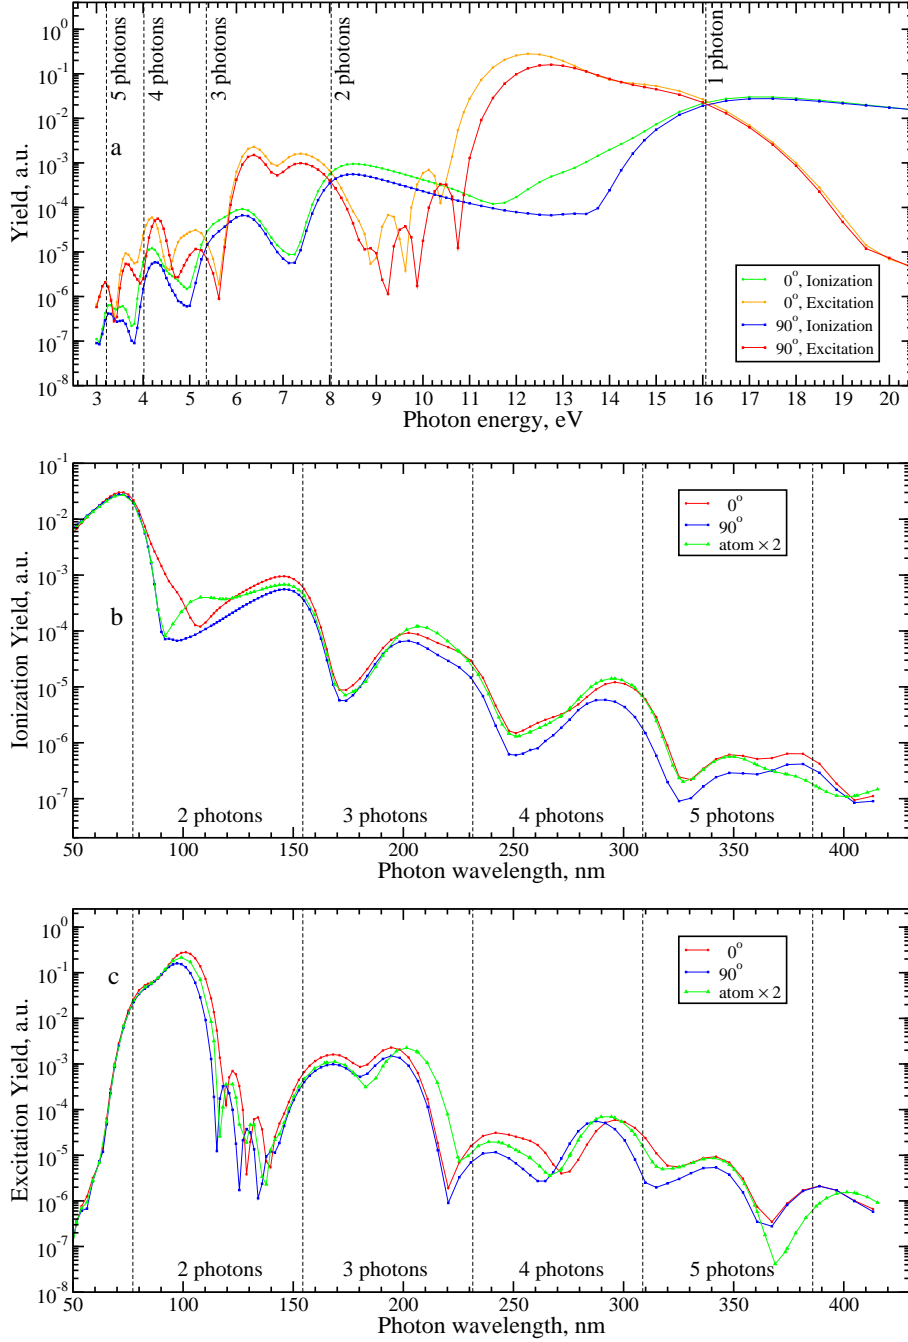 5 photons
4 photons
3 photons
2 photons
1 photon
a
Yield, a.u.
10^0
10^-1
10^-2
10^-3
10^-4
10^-5
10^-6
10^-7
10^-8
0°, Ionization
0°, Excitation
90°, Ionization
90°, Excitation
3 4 5 6 7 8 9 10 11 12 13 14 15 16 17 18 19 20
Photon energy, eV
b
Ionization Yield, a.u.
10^-1
10^-2
10^-3
10^-4
10^-5
10^-6
10^-7
0°
90°
atom × 2
2 photons 3 photons 4 photons 5 photons
50 100 150 200 250 300 350 400
Photon wavelength, nm
c
Excitation Yield, a.u.
10^0
10^-1
10^-2
10^-3
10^-4
10^-5
10^-6
10^-7
10^-8
0°
90°
atom × 2
2 photons 3 photons 4 photons 5 photons
50 100 150 200 250 300 350 400
Photon wavelength, nm